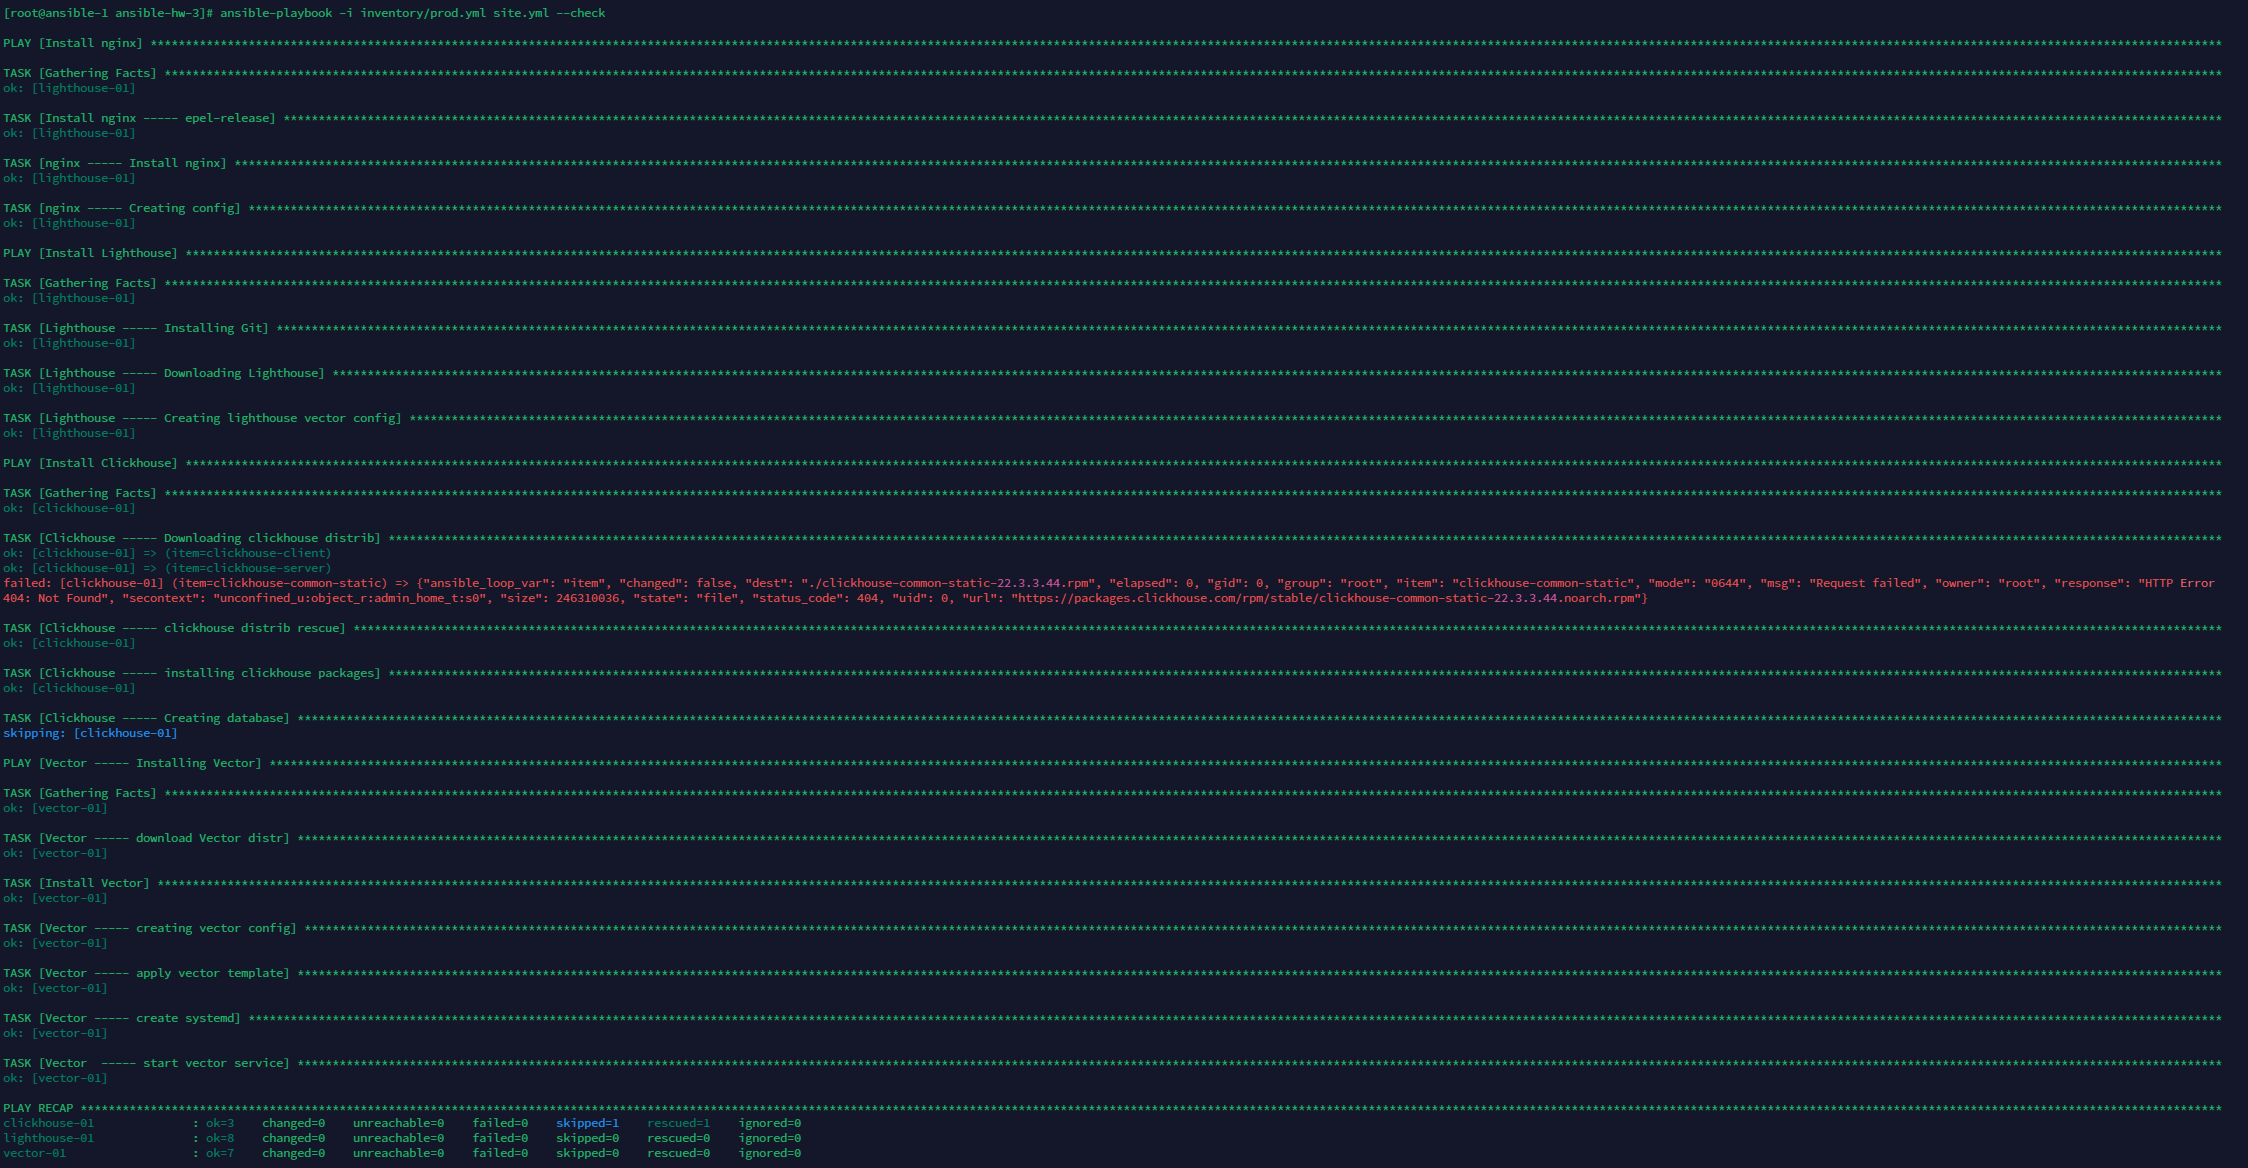 [root@ansible-1 ansible-hw-3]# ansible-playbook -i inventory/prod.yml site.yml --check
PLAY [Install nginx] ****
TASK [Gathering Facts] ****
ok: [lighthouse-01]
TASK [Install nginx ----- epel-release] ****
ok: [lighthouse-01]
TASK [nginx ----- Install nginx] ****
ok: [lighthouse-01]
TASK [nginx ----- Creating config] ****
ok: [lighthouse-01]
PLAY [Install Lighthouse] ****
TASK [Gathering Facts] ****
ok: [lighthouse-01]
TASK [Lighthouse ----- Installing Git] ****
ok: [lighthouse-01]
TASK [Lighthouse ----- Downloading Lighthouse] ****
ok: [lighthouse-01]
TASK [Lighthouse ----- Creating lighthouse vector config] ****
ok: [lighthouse-01]
PLAY [Install Clickhouse] ****
TASK [Gathering Facts] ****
ok: [clickhouse-01]
TASK [Clickhouse ----- Downloading clickhouse distrib] ****
ok: [clickhouse-01] => (item=clickhouse-client)
ok: [clickhouse-01] => (item=clickhouse-server)
failed: [clickhouse-01] (item=clickhouse-common-static) => {"ansible_loop_var": "item", "changed": false, "dest": "./clickhouse-common-static-22.3.3.44.rpm", "elapsed": 0, "gid": 0, "group": "root", "item": "clickhouse-common-static", "mode": "0644", "msg": "Request failed", "owner": "root", "response": "HTTP Error
404: Not Found", "secontext": "unconfined_u:object_r:admin_home_t:s0", "size": 246310036, "state": "file", "status_code": 404, "uid": 0, "url": "https://packages.clickhouse.com/rpm/stable/clickhouse-common-static-22.3.3.44.noarch.rpm"}
TASK [Clickhouse ----- clickhouse distrib rescue] ****
ok: [clickhouse-01]
TASK [Clickhouse ----- installing clickhouse packages] ****
ok: [clickhouse-01]
TASK [Clickhouse ----- Creating database] ****
skipping: [clickhouse-01]
PLAY [Vector ----- Installing Vector] ****
TASK [Gathering Facts] ****
ok: [vector-01]
TASK [Vector ----- download Vector distr] ****
ok: [vector-01]
TASK [Install Vector] ****
ok: [vector-01]
TASK [Vector ----- creating vector config] ****
ok: [vector-01]
TASK [Vector ----- apply vector template] ****
ok: [vector-01]
TASK [Vector ----- create systemd] ****
ok: [vector-01]
TASK [Vector  ----- start vector service] ****
ok: [vector-01]
PLAY RECAP ****
clickhouse-01 : ok=3 changed=0 unreachable=0 failed=0 skipped=1 rescued=1 ignored=0
lighthouse-01 : ok=8 changed=0 unreachable=0 failed=0 skipped=0 rescued=0 ignored=0
vector-01 : ok=7 changed=0 unreachable=0 failed=0 skipped=0 rescued=0 ignored=0